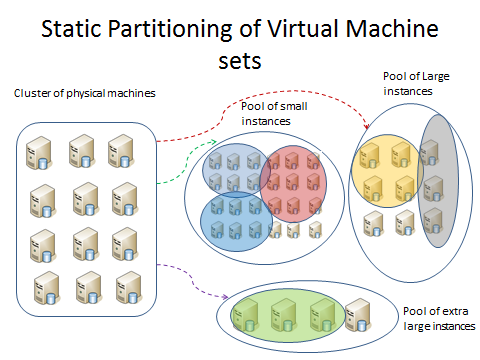 Static Partitioning of Virtual Machine
sets
Pool of Large
instances
Cluster of physical machines
Pool of small
instances
Pool of extra
large instances